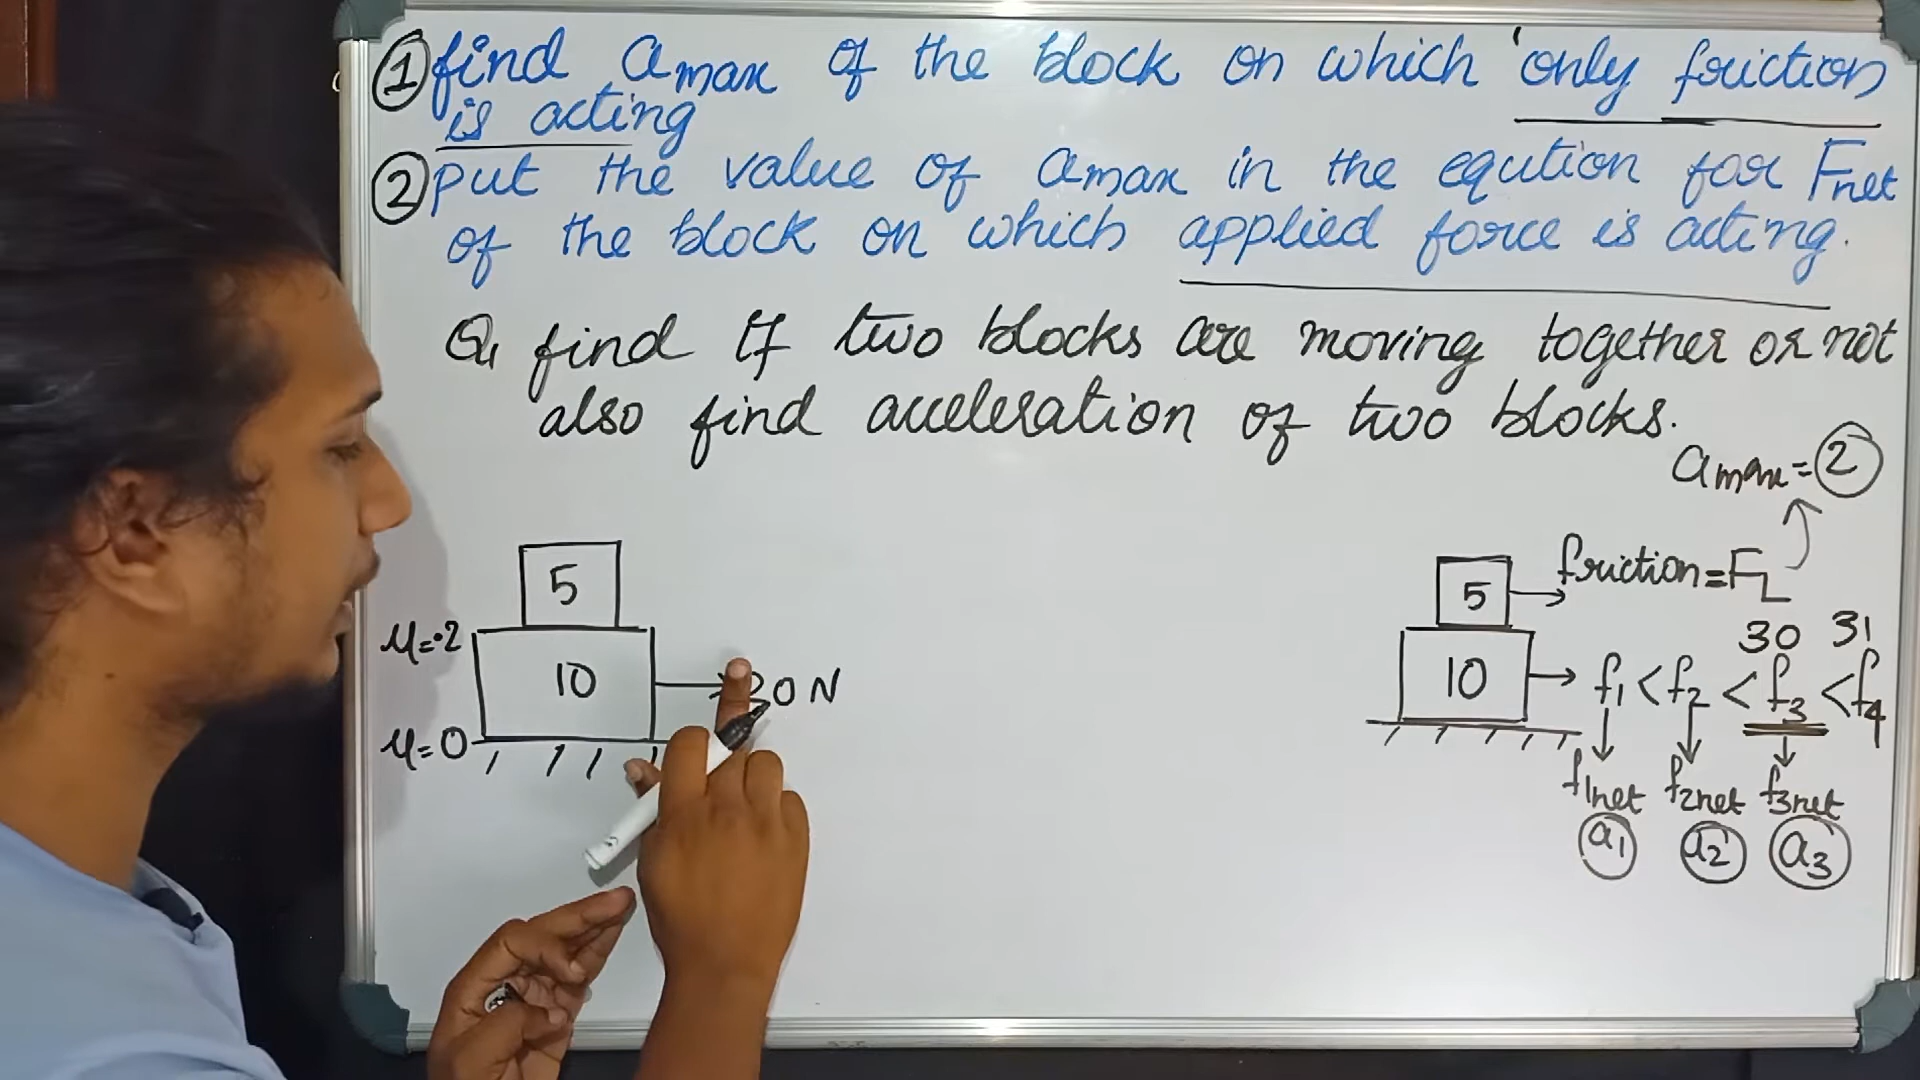 ① find amax of the block on which 'only friction
is acting
② put the value of amax in the eqution for Fnet
of the block on which applied force is acting.
Q, find If two blocks are moving together or not
also find acceleration of two blocks.
amax = 2
5
μ=.2
10
0 N
μ=0
5
friction = FL
30 31
10
f1 < f2 < f3 < f4
f1net f2net f3net
a1 a2 a3